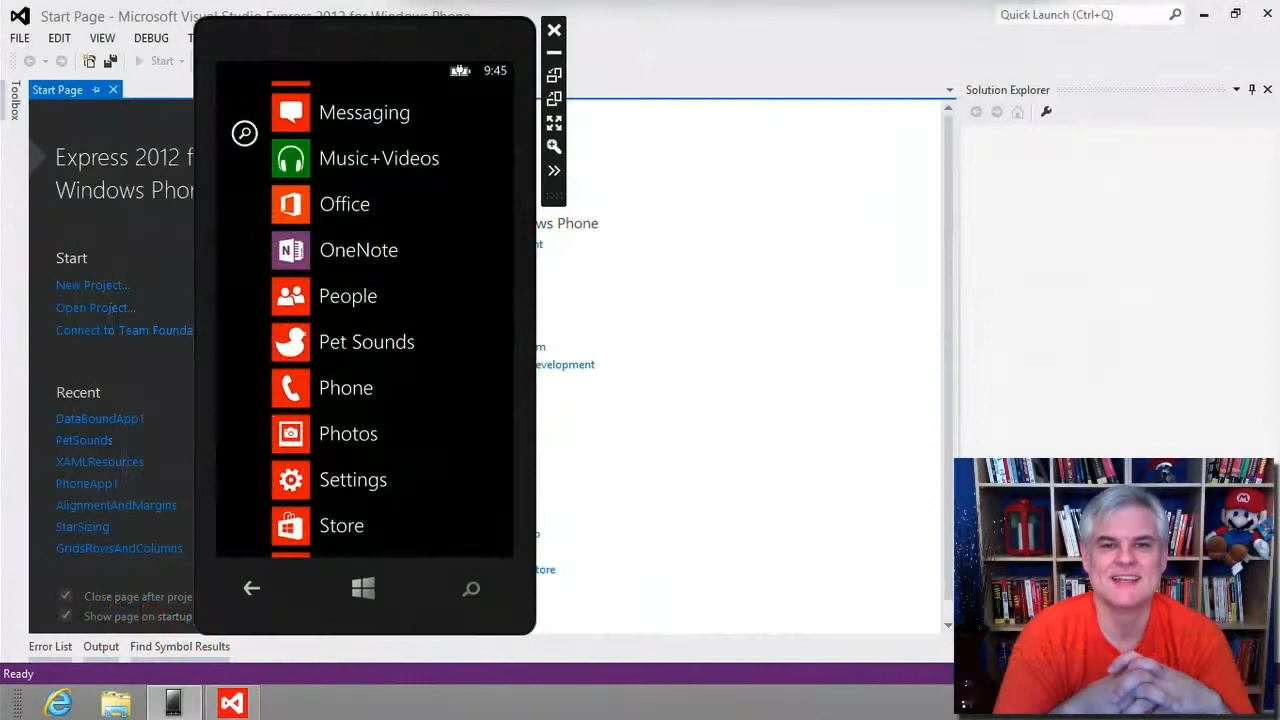 Start Page - Microsoft Visual Studio Express 2012 for Windows Phone
Quick Launch (Ctrl+Q)
FILE EDIT VIEW DEBUG
Start
Toolbox
Start Page
Solution Explorer
9:45
Messaging
Music+Videos
Office
OneNote
People
Pet Sounds
Phone
Photos
Settings
Store
Express 2012 f
Windows Phon
ws Phone
nt
m
evelopment
tore
Start
New Project...
Open Project...
Connect to Team Founda
Recent
DataBoundApp1
PetSounds
XAMLResources
PhoneApp1
AlignmentAndMargins
StarSizing
GridsRowsAndColumns
Close page after proje
Show page on startup
Error List Output Find Symbol Results
Ready